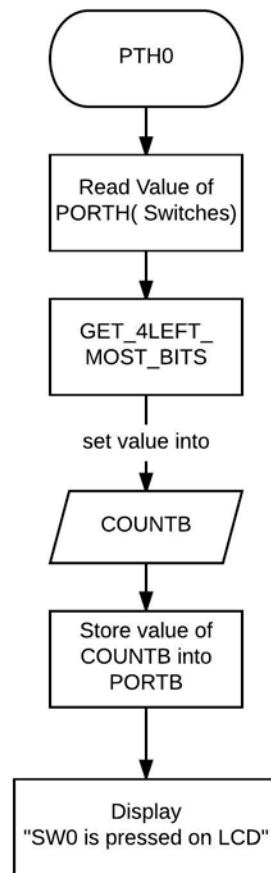 PTH0
Read Value of
PORTH( Switches)
GET_4LEFT_
MOST_BITS
set value into
COUNTB
Store value of
COUNTB into
PORTB
Display
"SW0 is pressed on LCD"